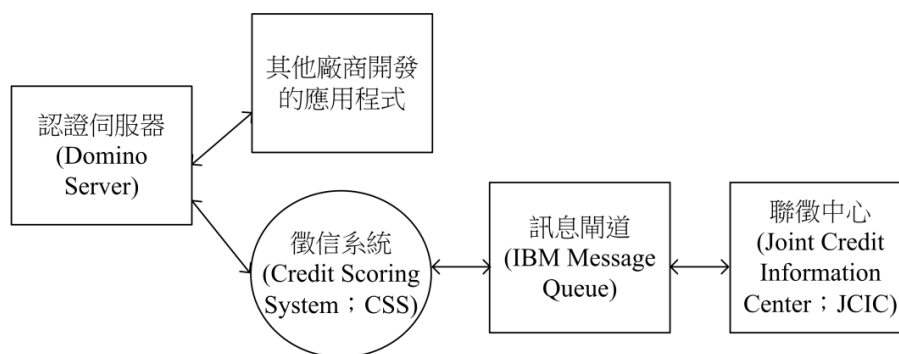 其他廠商開發
的應用程式
認證伺服器
(Domino
Server)
徵信系統
(Credit Scoring
System；CSS)
訊息閘道
(IBM Message
Queue)
聯徵中心
(Joint Credit
Information
Center；JCIC)